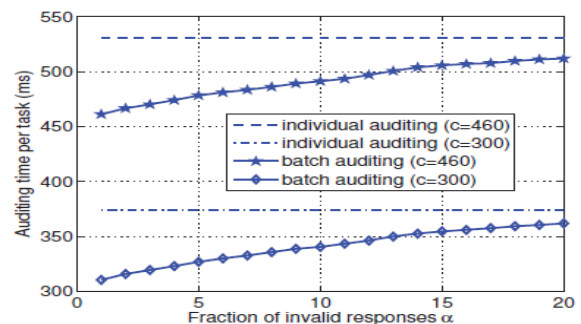 550
500
450
400
350
300
Auditing time per task (ms)
individual auditing (c=460)
individual auditing (c=300)
batch auditing (c=460)
batch auditing (c=300)
0 5 10 15 20
Fraction of invalid responses α